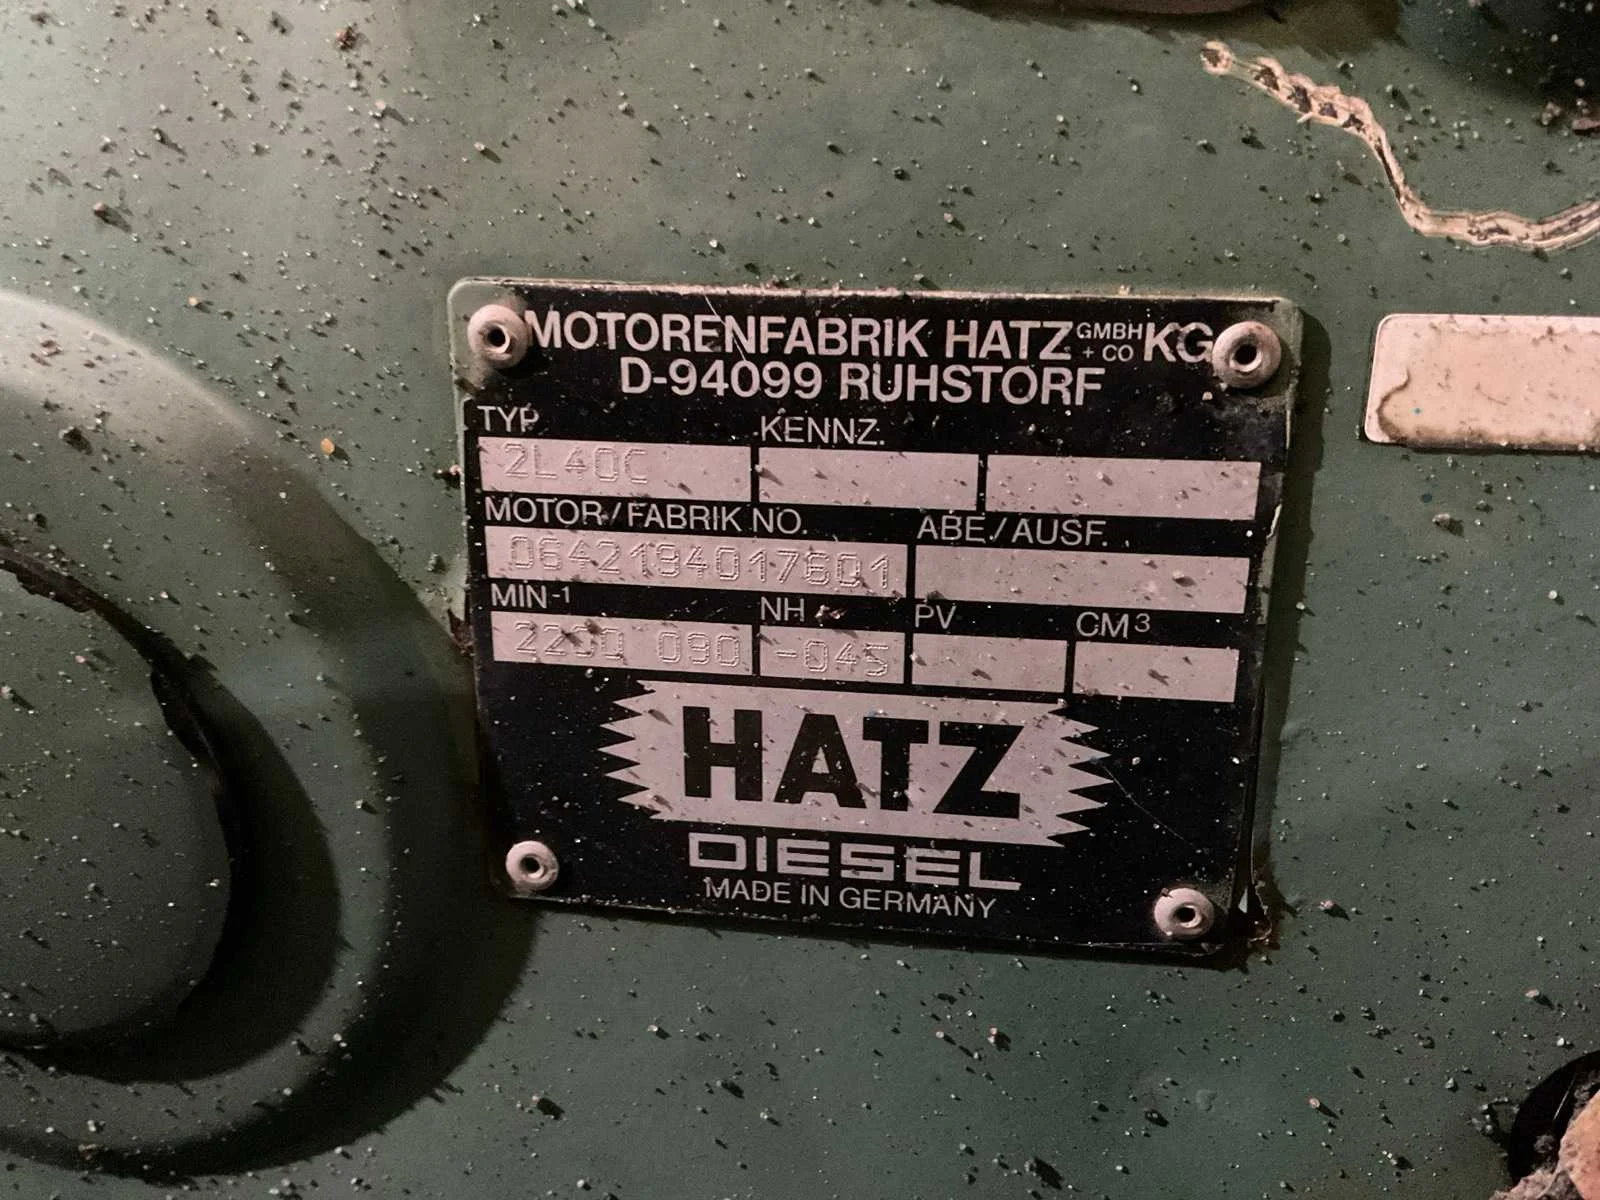 MOTORENFABRIK HATZ GMBH + CO KG
D-94099 RUHSTORF
TYP KENNZ.
2L40C
MOTOR/FABRIK NO. ABE/AUSF.
0642194017601
MIN-1 NH PV CM3
2200 090 -045
HATZ
DIESEL
MADE IN GERMANY